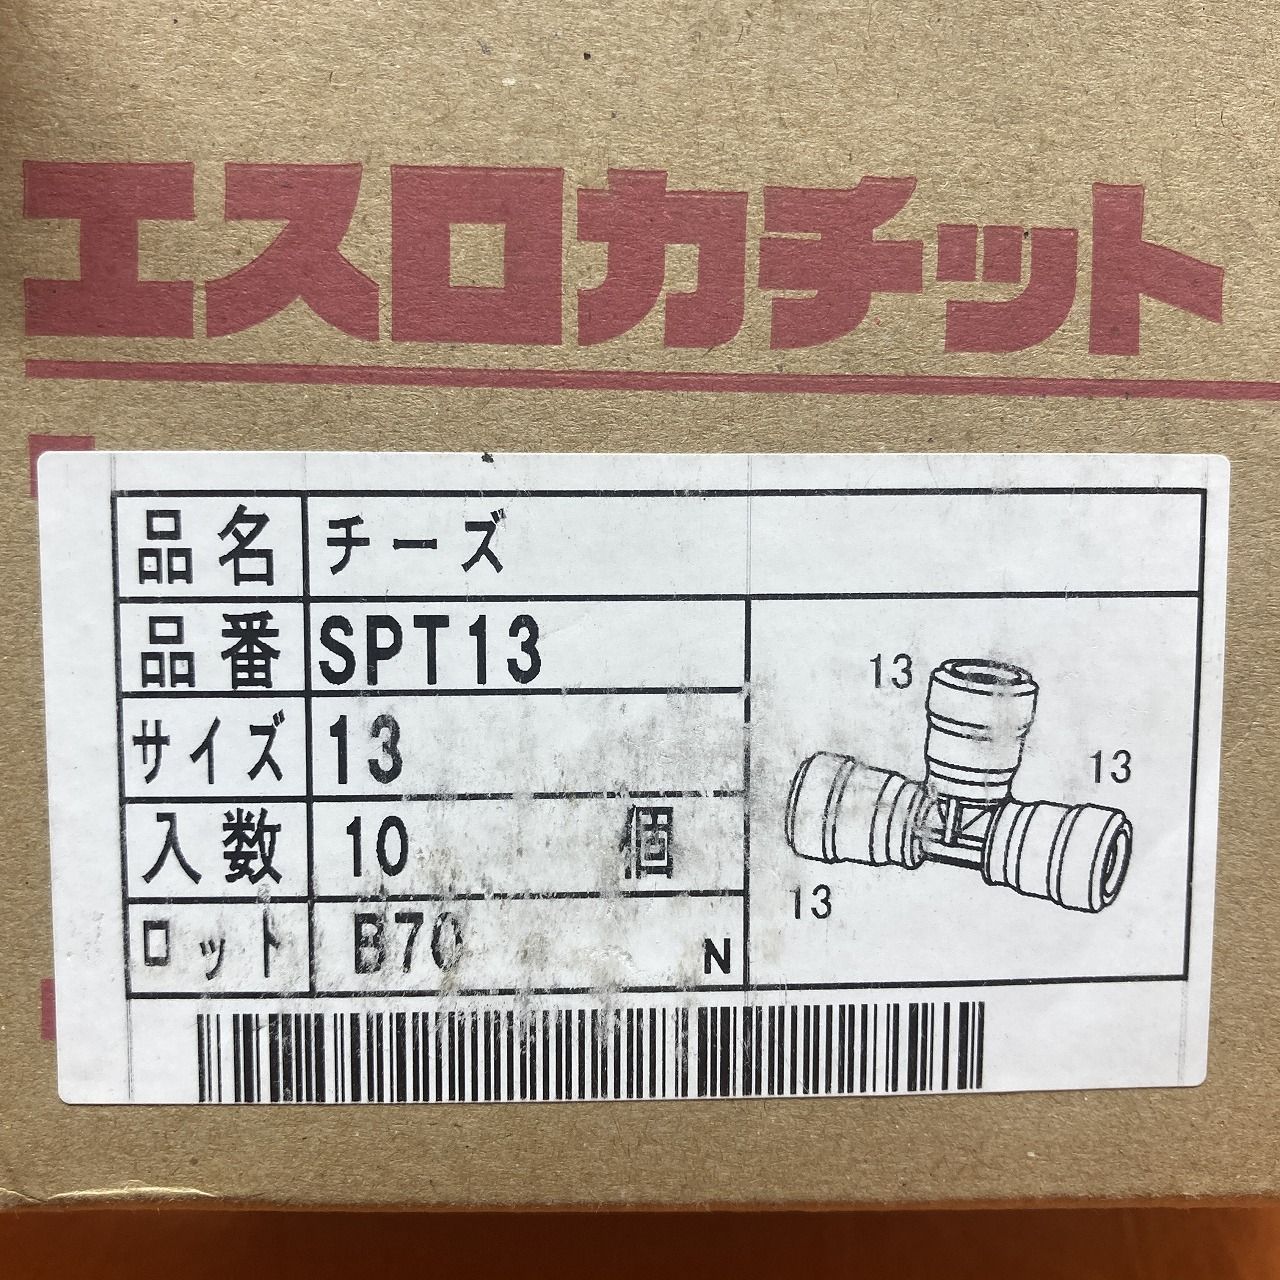 エスロカチット
品名 チーズ
品番 SPT13
サイズ 13
入数 10 個
ロット B70 N
13
13
13